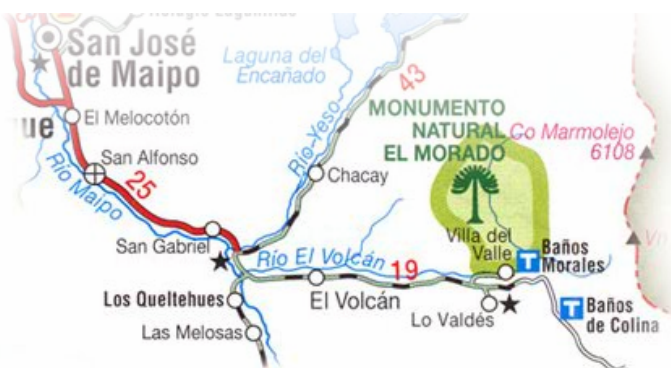 San José
de Maipo
Laguna del
Encañado
43
MONUMENTO
NATURAL
EL MORADO
Co Marmolejo
6108
ue
El Melocotón
San Alfonso
Río Maipo
25
Río Yeso
Chacay
San Gabriel
Río El Volcán
19
Villa del
Valle
T
Baños
Morales
Los Queltehues
El Volcán
Lo Valdés
T
Baños
de Colina
Las Melosas